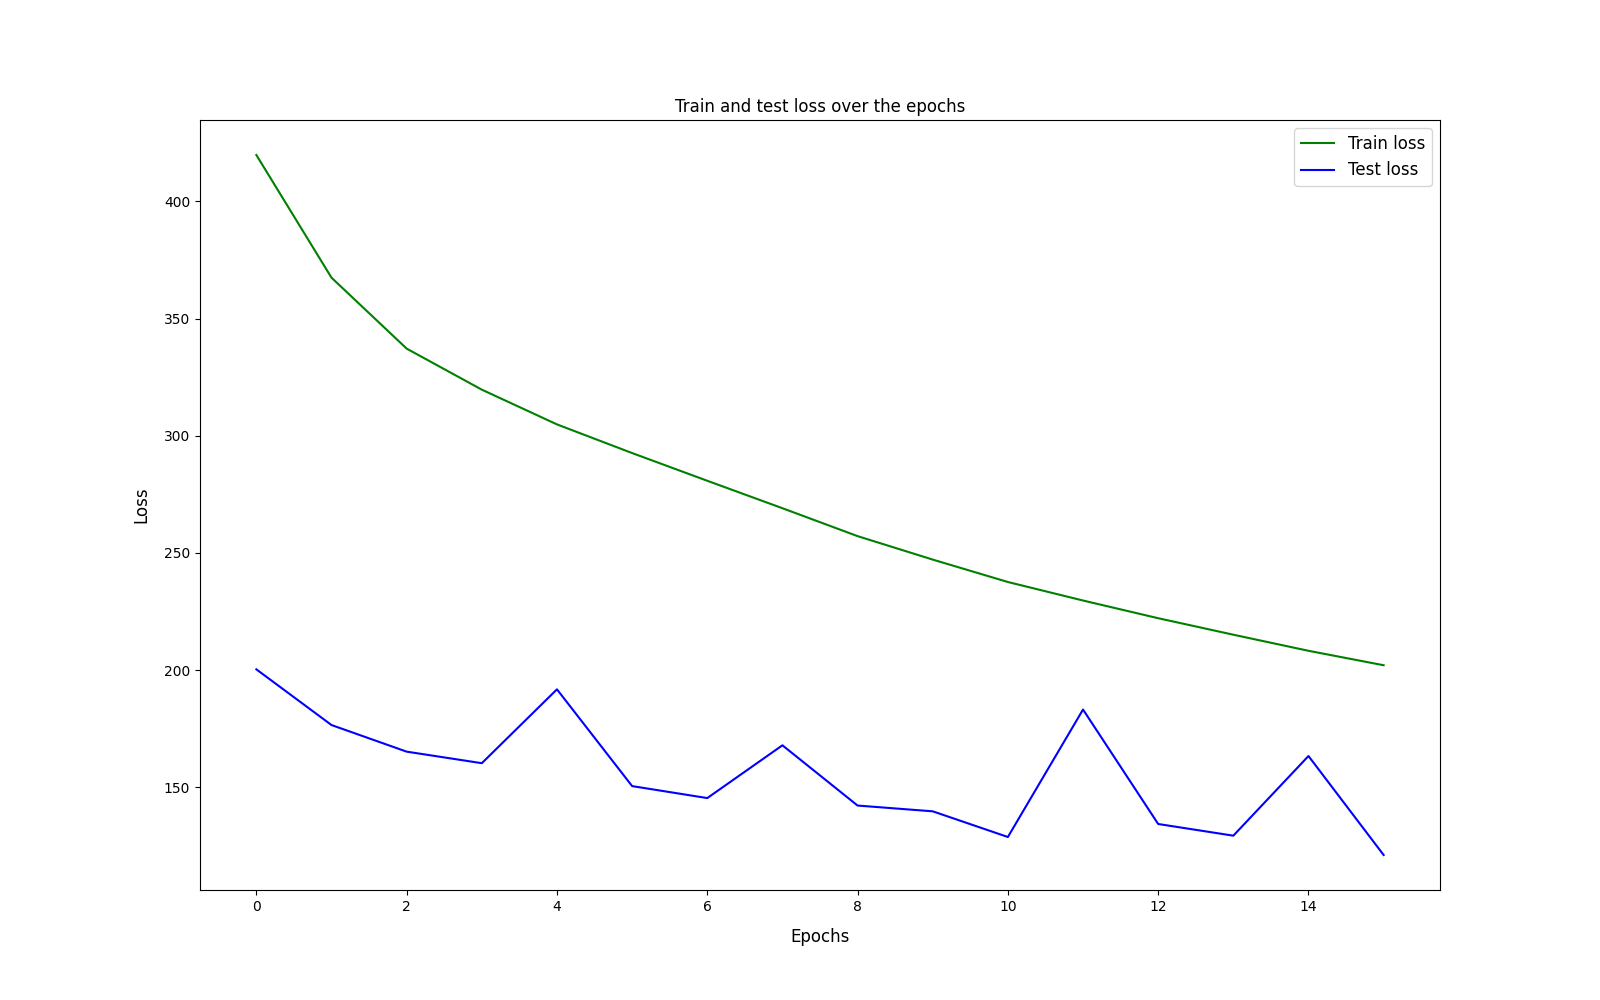 Train and test loss over the epochs
Train loss
Test loss
400
350
300
250
200
150
Loss
0 2 4 6 8 10 12 14
Epochs